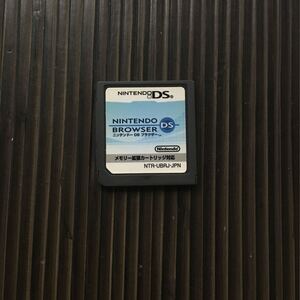 NINTENDO DS
NINTENDO
BROWSER DS
ニンテンドーDSブラウザー
Nintendo
メモリー拡張カートリッジ対応
NTR-UBRJ-JPN